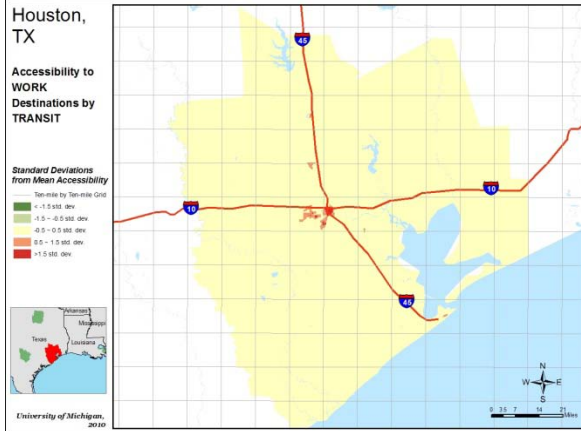 Houston,
TX
Accessibility to
WORK
Destinations by
TRANSIT
Standard Deviations
from Mean Accessibility
Ten-mile by Ten-mile Grid
< -1.5 std. dev.
-1.5 ~ -0.5 std. dev.
-0.5 ~ 0.5 std. dev.
0.5 ~ 1.5 std. dev.
>1.5 std. dev.
45
10
10
45
Arkansas
Mississippi
Texas
Louisiana
University of Michigan,
2010
N
W
E
S
0 3.5 7 14 21
Miles